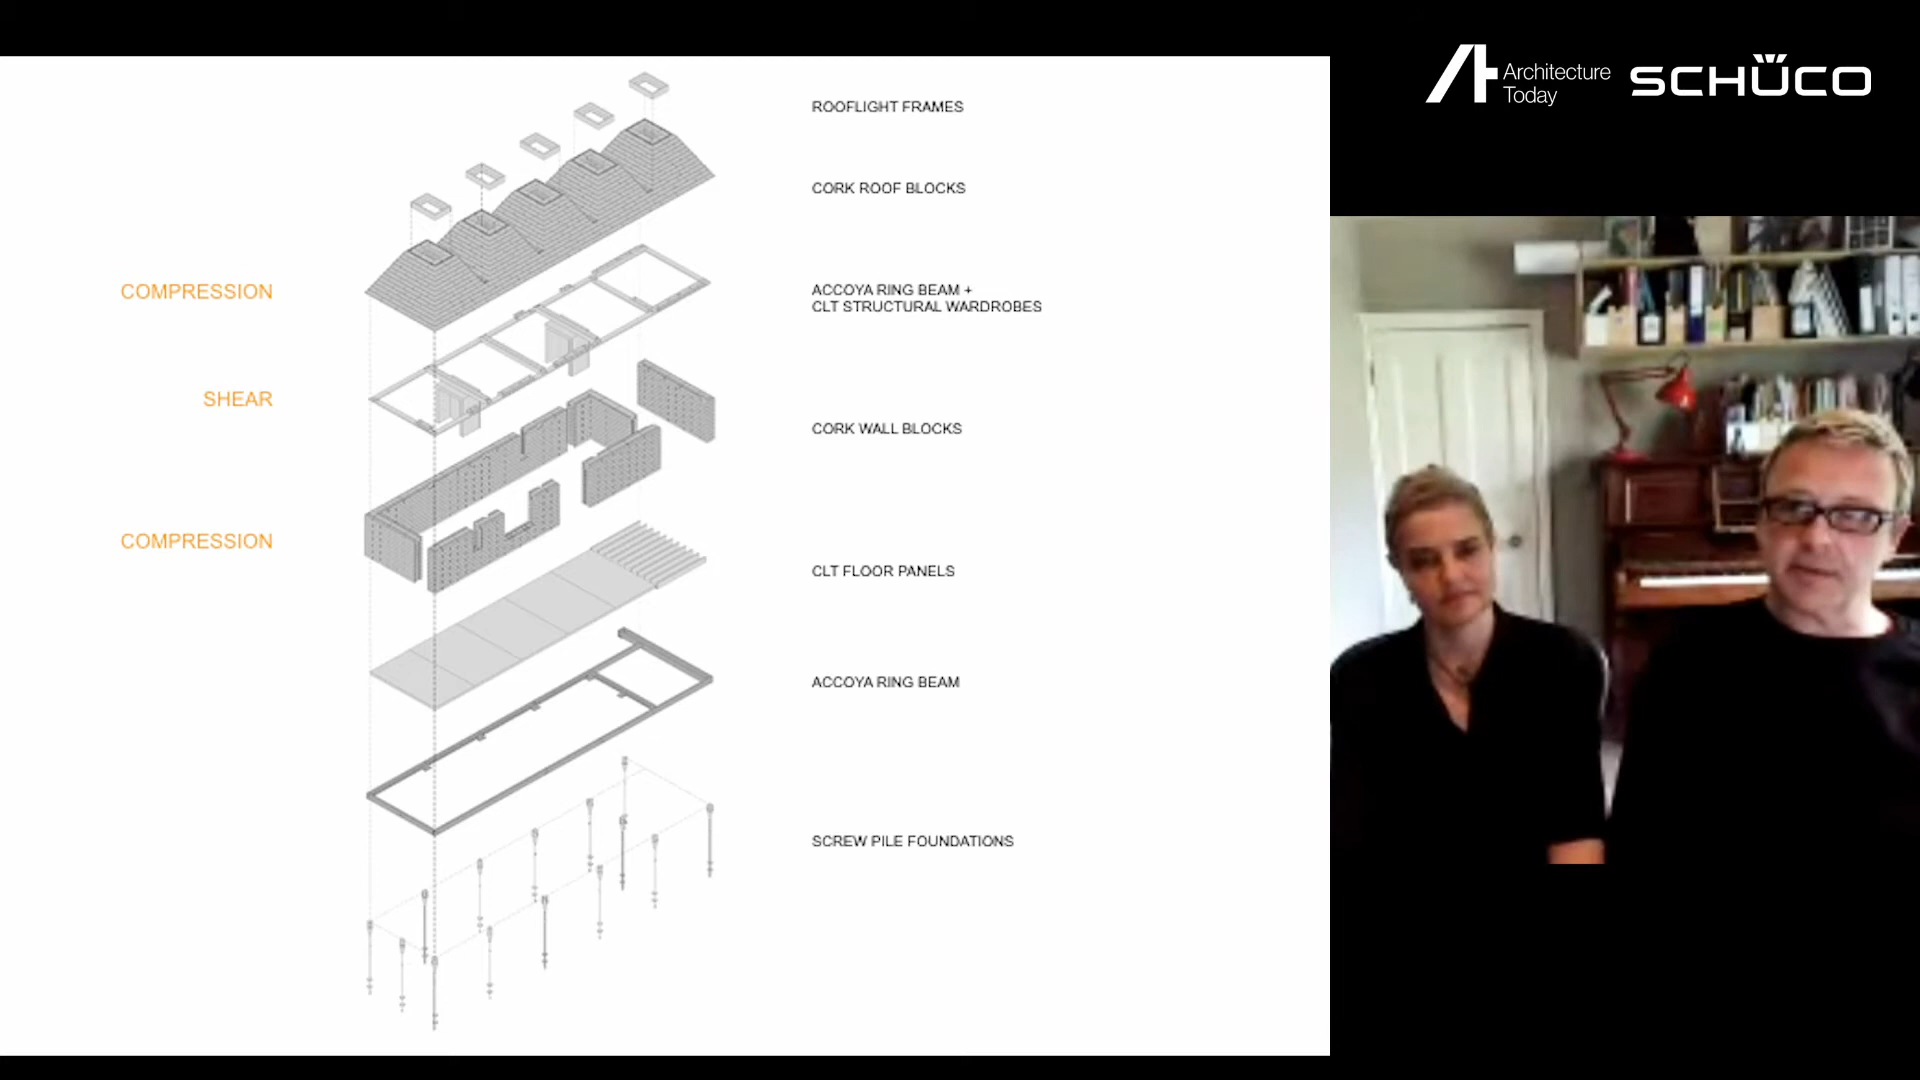 COMPRESSION
SHEAR
COMPRESSION
ROOFLIGHT FRAMES
CORK ROOF BLOCKS
ACCOYA RING BEAM +
CLT STRUCTURAL WARDROBES
CORK WALL BLOCKS
CLT FLOOR PANELS
ACCOYA RING BEAM
SCREW PILE FOUNDATIONS
Architecture
Today
SCHÜCO